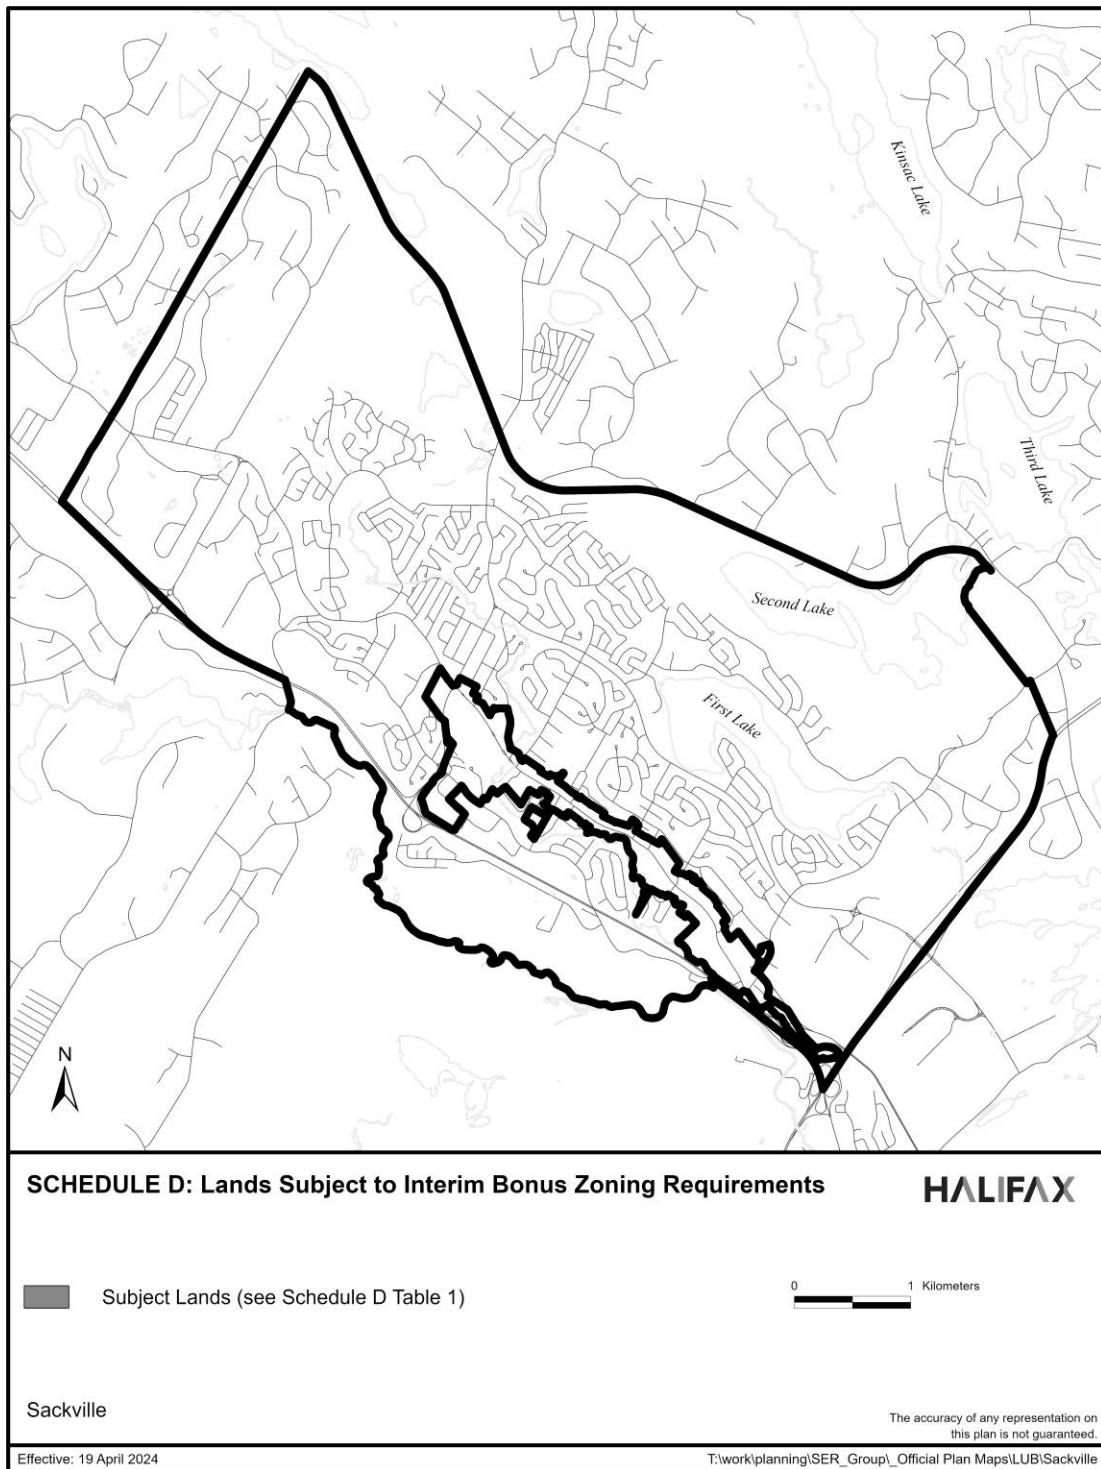 Kinsac Lake
Third Lake
Second Lake
First Lake
N
SCHEDULE D: Lands Subject to Interim Bonus Zoning Requirements
HALIFAX
Subject Lands (see Schedule D Table 1)
0 1 Kilometers
Sackville
The accuracy of any representation on
this plan is not guaranteed.
Effective: 19 April 2024
T:\work\planning\SER_Group\_Official Plan Maps\LUB\Sackville